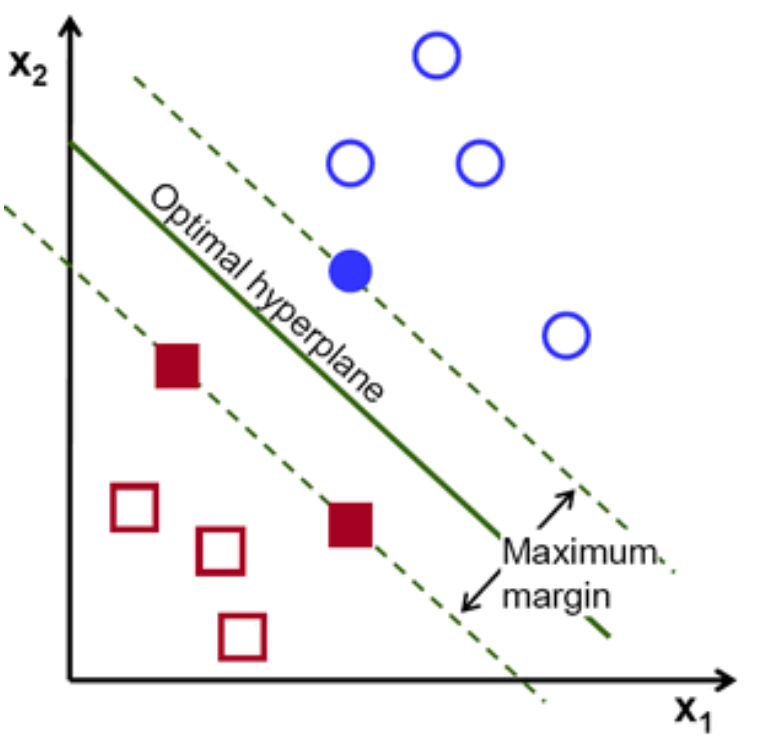 x₂
Optimal hyperplane
Maximum
margin
x₁